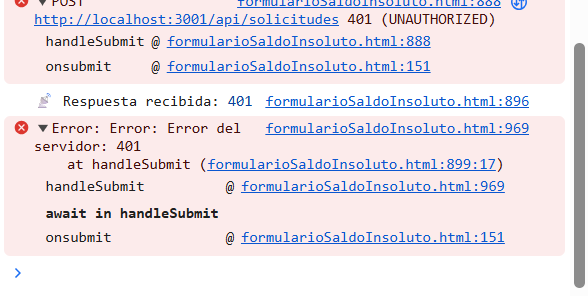 ▼POST formularioSaldoInsoluto.html:888
http://localhost:3001/api/solicitudes 401 (UNAUTHORIZED)
handleSubmit @ formularioSaldoInsoluto.html:888
onsubmit @ formularioSaldoInsoluto.html:151
📡 Respuesta recibida: 401 formularioSaldoInsoluto.html:896
▼Error: Error: Error del formularioSaldoInsoluto.html:969
servidor: 401
at handleSubmit (formularioSaldoInsoluto.html:899:17)
handleSubmit @ formularioSaldoInsoluto.html:969
await in handleSubmit
onsubmit @ formularioSaldoInsoluto.html:151